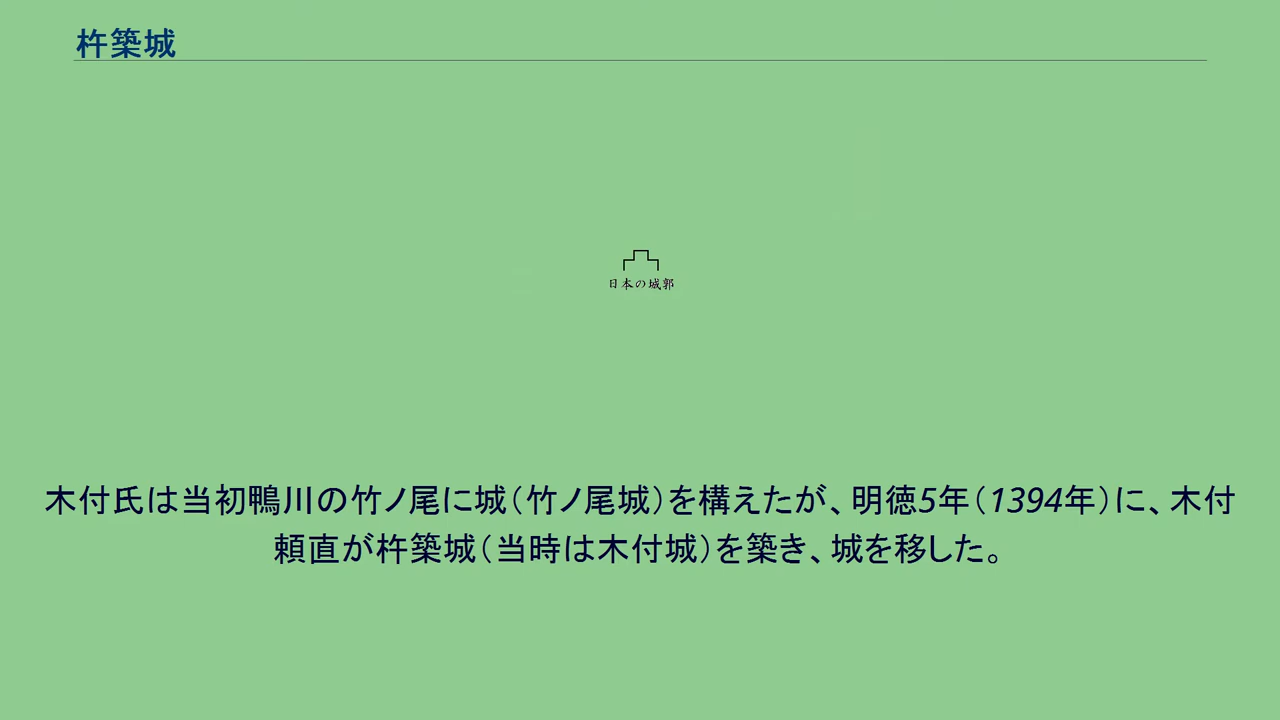 杵築城
日本の城郭
木付氏は当初鴨川の竹ノ尾に城（竹ノ尾城）を構えたが、明徳5年（1394年）に、木付
頼直が杵築城（当時は木付城）を築き、城を移した。